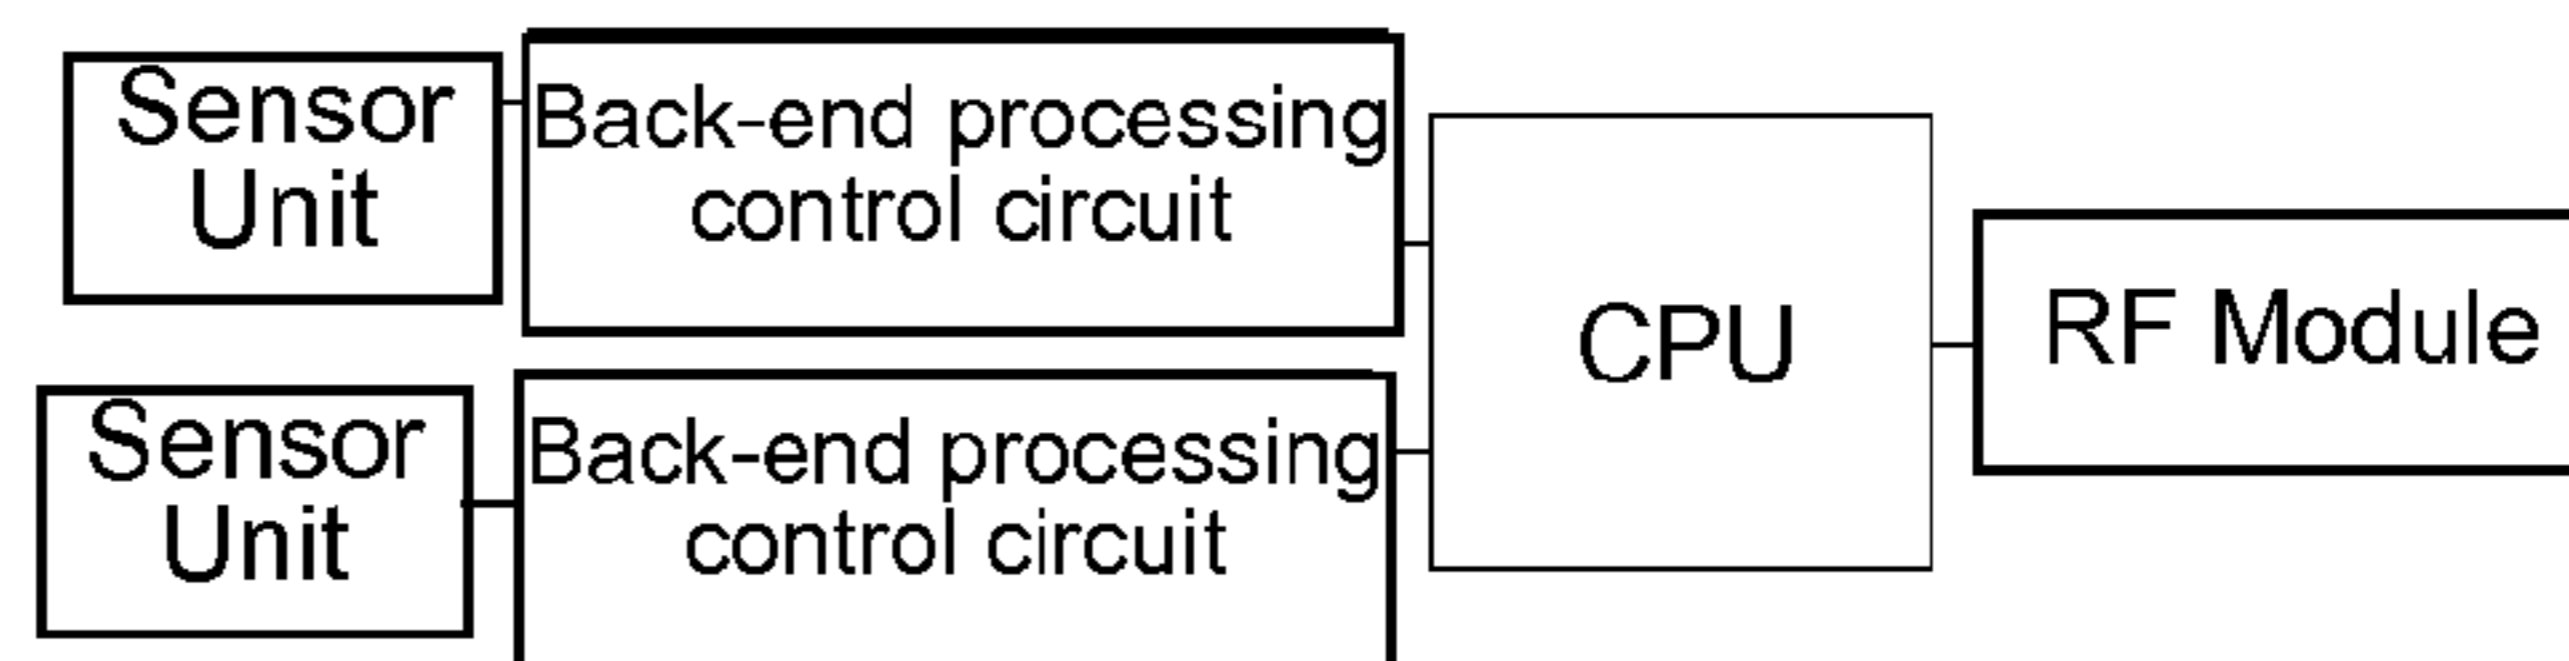 Sensor
Unit
Back-end processing
control circuit
CPU
RF Module
Sensor
Unit
Back-end processing
control circuit